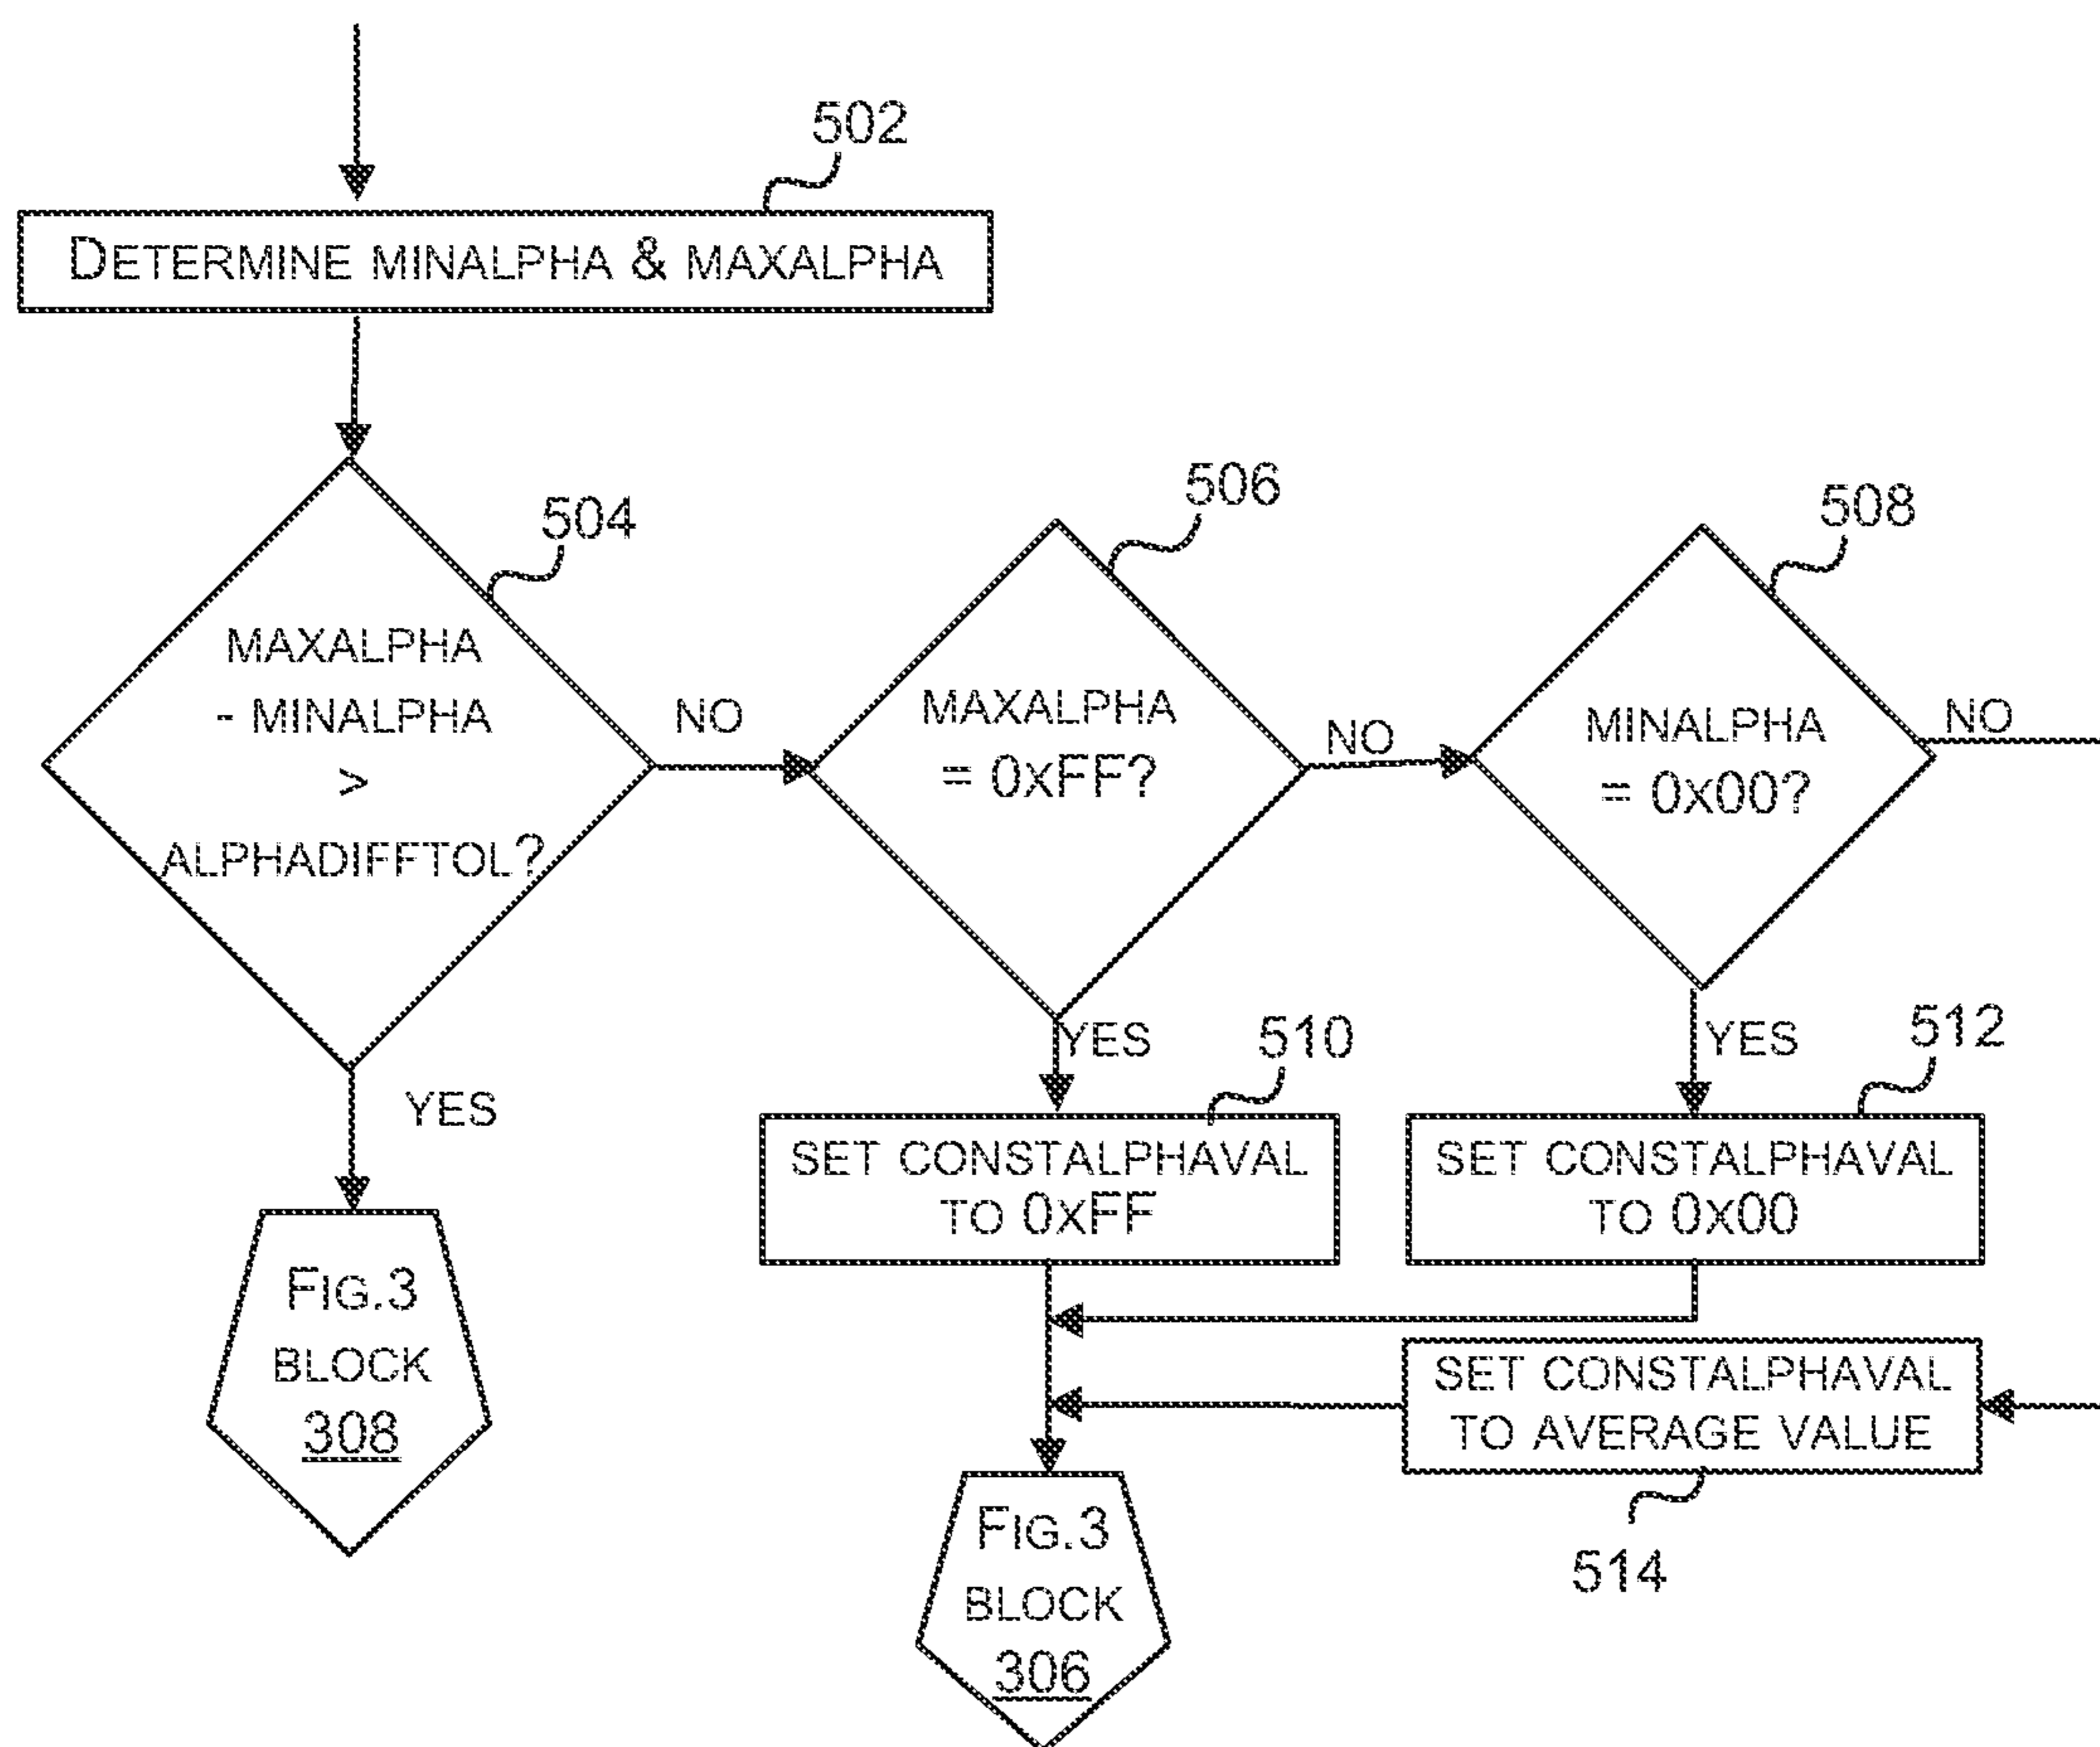 502
DETERMINE MINALPHA & MAXALPHA
504
MAXALPHA
- MINALPHA
>
ALPHADIFFTOL?
NO
YES
506
MAXALPHA
= 0XFF?
NO
YES
508
MINALPHA
= 0X00?
NO
YES
510
SET CONSTALPHAVAL
TO 0XFF
512
SET CONSTALPHAVAL
TO 0X00
SET CONSTALPHAVAL
TO AVERAGE VALUE
514
FIG.3
BLOCK
308
FIG.3
BLOCK
306